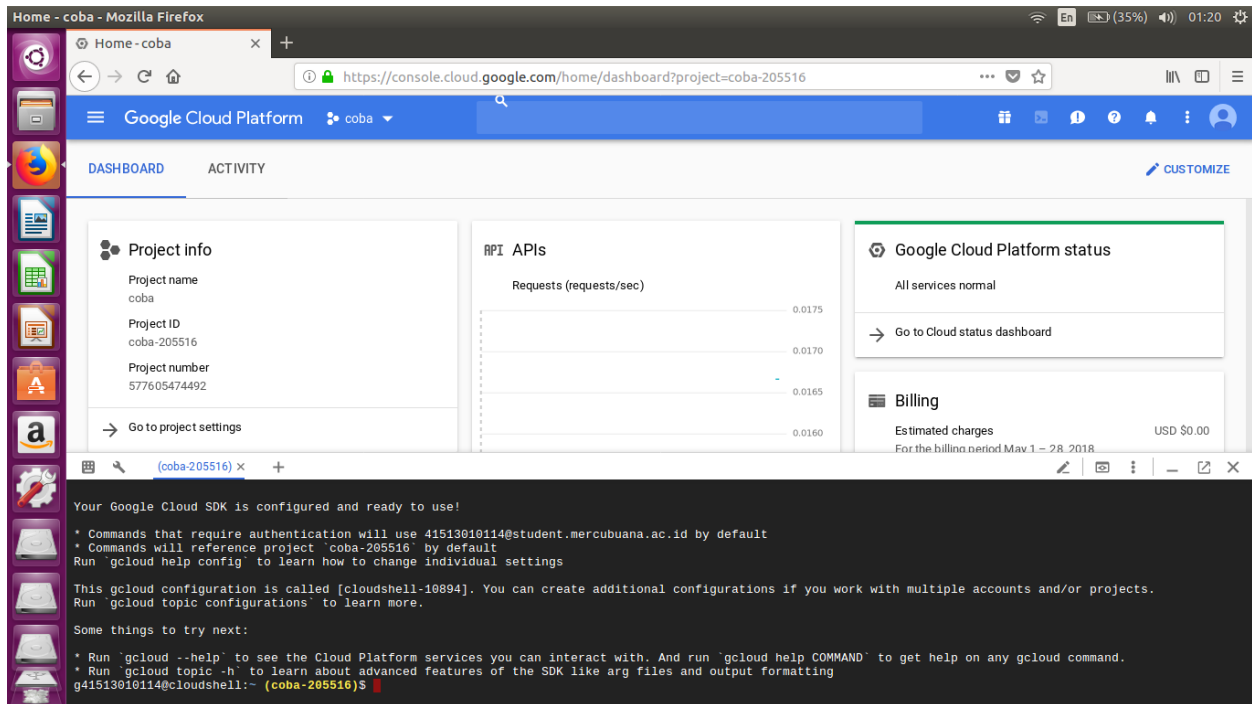 Home - coba - Mozilla Firefox
En (35%) 01:20
Home - coba
https://console.cloud.google.com/home/dashboard?project=coba-205516
Google Cloud Platform coba
DASHBOARD ACTIVITY CUSTOMIZE
Project info
Project name
coba
Project ID
coba-205516
Project number
577605474492
Go to project settings
API APIs
Requests (requests/sec)
0.0175
0.0170
0.0165
0.0160
Google Cloud Platform status
All services normal
Go to Cloud status dashboard
Billing
Estimated charges USD $0.00
For the billing period May 1 – 28, 2018
(coba-205516)
Your Google Cloud SDK is configured and ready to use!
* Commands that require authentication will use 41513010114@student.mercubuana.ac.id by default
* Commands will reference project `coba-205516` by default
Run `gcloud help config` to learn how to change individual settings
This gcloud configuration is called [cloudshell-10894]. You can create additional configurations if you work with multiple accounts and/or projects.
Run `gcloud topic configurations` to learn more.
Some things to try next:
* Run `gcloud --help` to see the Cloud Platform services you can interact with. And run `gcloud help COMMAND` to get help on any gcloud command.
* Run `gcloud topic -h` to learn about advanced features of the SDK like arg files and output formatting
g41513010114@cloudshell:~ (coba-205516)$